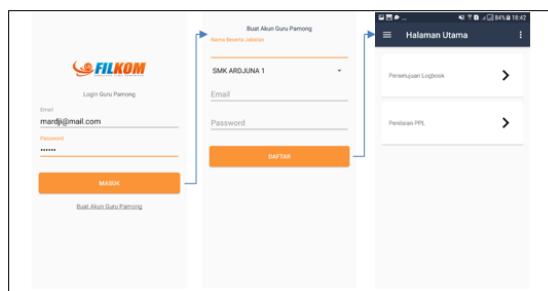 FILKOM
Login Guru Pamong
Email
mardji@mail.com
Password
••••••
MASUK
Buat Akun Guru Pamong
Buat Akun Guru Pamong
Nama Beserta Jabatan
SMK ARDJUNA 1
Email
Password
DAFTAR
84% 18:42
Halaman Utama
Persetujuan Logbook
Penilaian PPL